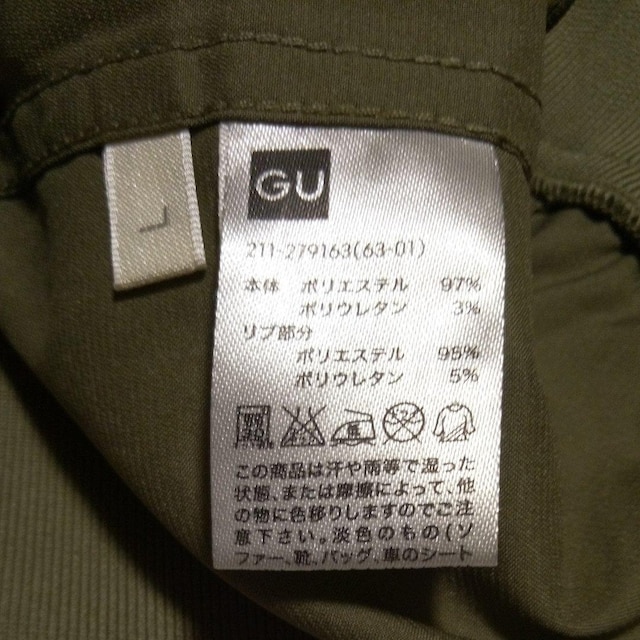 GU
L
211-279163(63-01)
本体 ポリエステル 97%
ポリウレタン 3%
リブ部分
ポリエステル 95%
ポリウレタン 5%
この商品は汗や雨等で湿った
状態、または摩擦によって、他
の物に色移りしますのでご注
意下さい。淡色のもの(ソ
ファー、靴、バッグ、車のシート